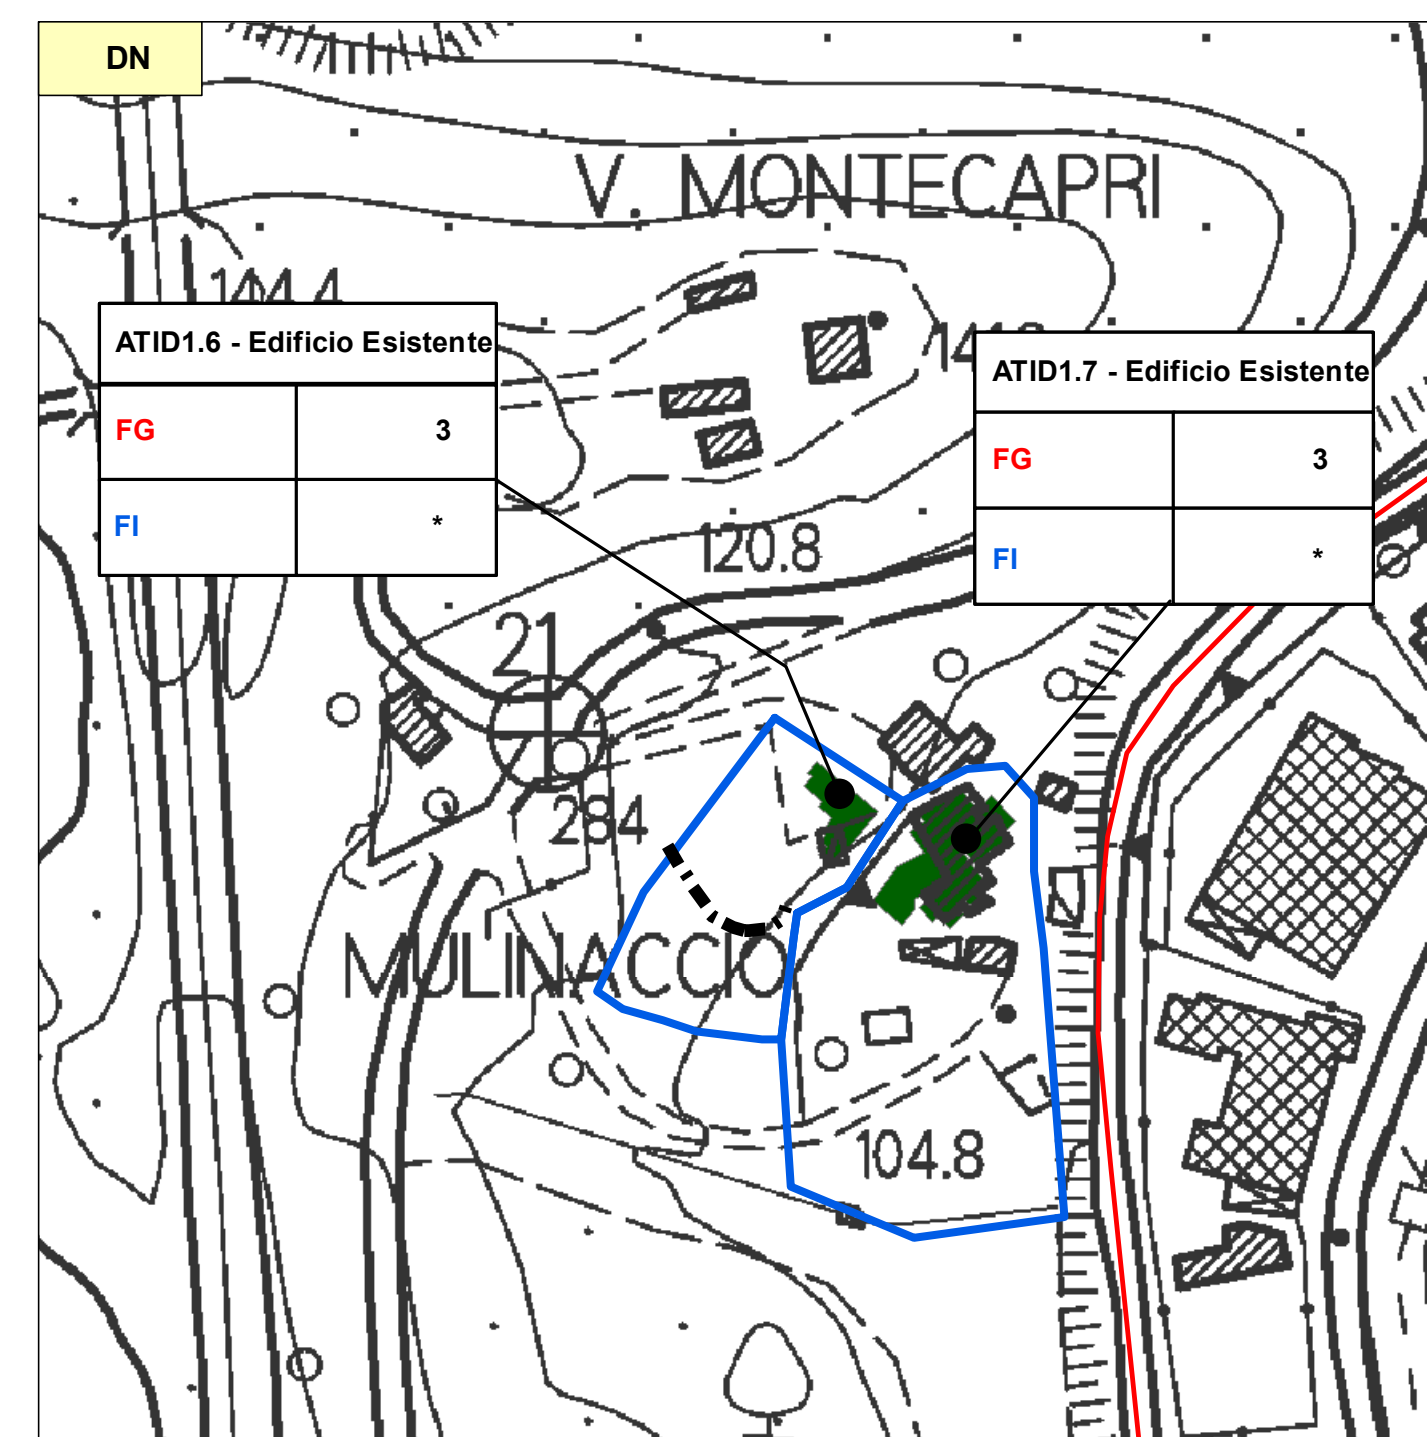 DN
V. MONTECAPRI
144.4
ATID1.6 - Edificio Esistente
FG 3
FI *
ATID1.7 - Edificio Esistente
FG 3
FI *
120.8
21
284
MULINACCIO
104.8